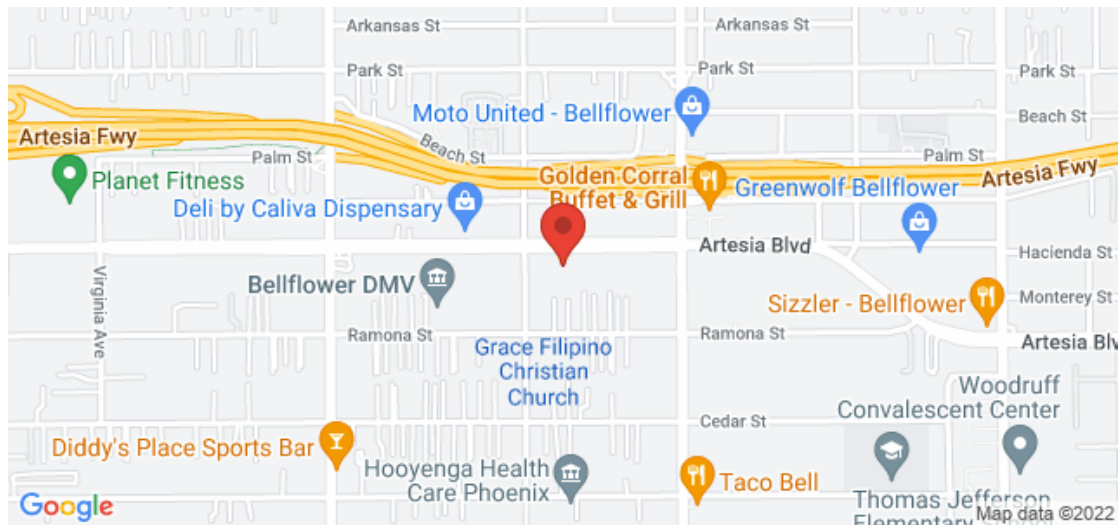 Arkansas St
Arkansas St
Park St
Park St
Park St
Moto United - Bellflower
Beach St
Artesia Fwy
Beach St
Palm St
Palm St
Planet Fitness
Golden Corral
Buffet & Grill
Greenwolf Bellflower
Artesia Fwy
Deli by Caliva Dispensary
Artesia Blvd
Hacienda St
Virginia Ave
Bellflower DMV
Sizzler - Bellflower
Monterey St
Ramona St
Ramona St
Artesia Blv
Grace Filipino
Christian
Church
Woodruff
Convalescent Center
Cedar St
Diddy's Place Sports Bar
Hooyenga Health
Care Phoenix
Taco Bell
Thomas Jefferson
Elementary
Google
Map data ©2022